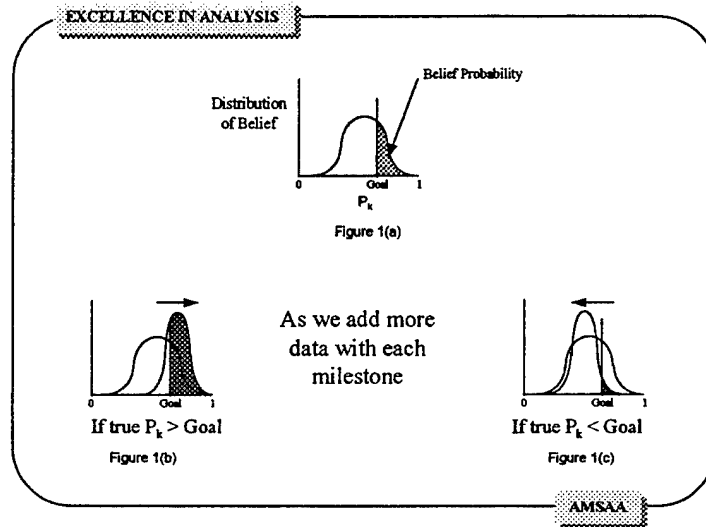 EXCELLENCE IN ANALYSIS
Distribution
of Belief
Belief Probability
0
Goal
1
Pk
Figure 1(a)
As we add more
data with each
milestone
0
Goal
1
If true Pk > Goal
Figure 1(b)
0
Goal
1
If true Pk < Goal
Figure 1(c)
AMSAA